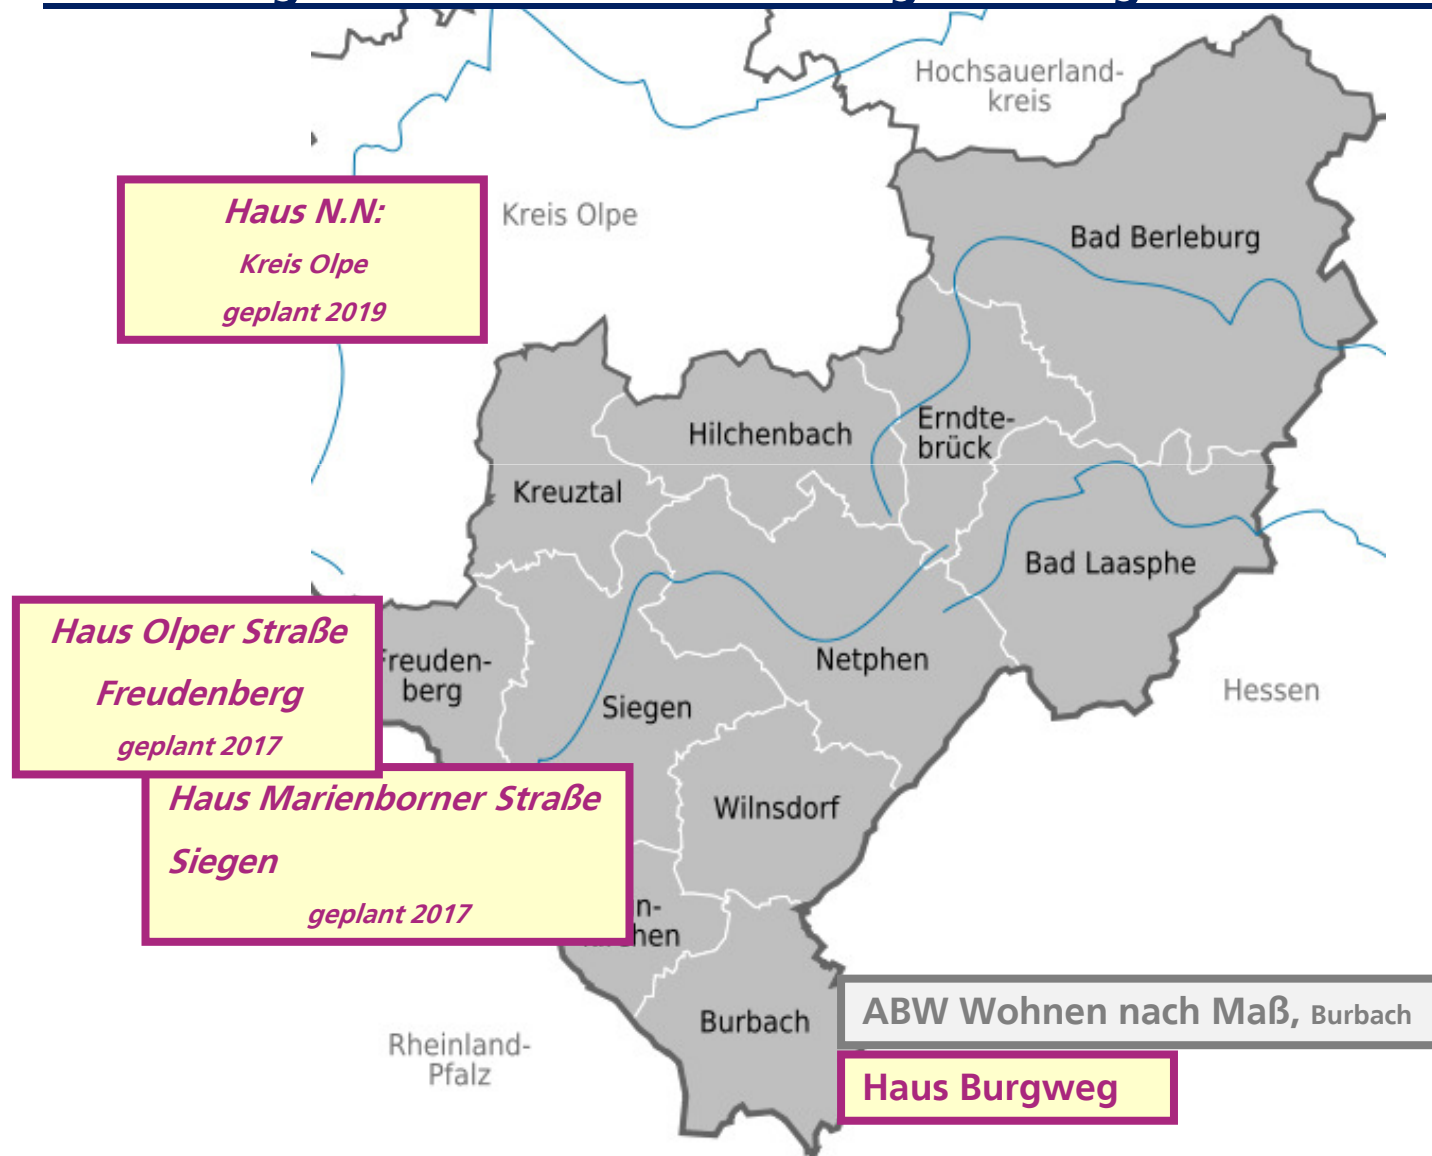 Hochsauerland-
kreis
Haus N.N:
Kreis Olpe
geplant 2019
Kreis Olpe
Bad Berleburg
Hilchenbach
Erndte-
brück
Kreuztal
Bad Laasphe
Haus Olper Straße
Freudenberg
geplant 2017
Freuden-
berg
Netphen
Siegen
Hessen
Haus Marienborner Straße
Siegen
geplant 2017
Wilnsdorf
n-
chen
Burbach
ABW Wohnen nach Maß, Burbach
Haus Burgweg
Rheinland-
Pfalz